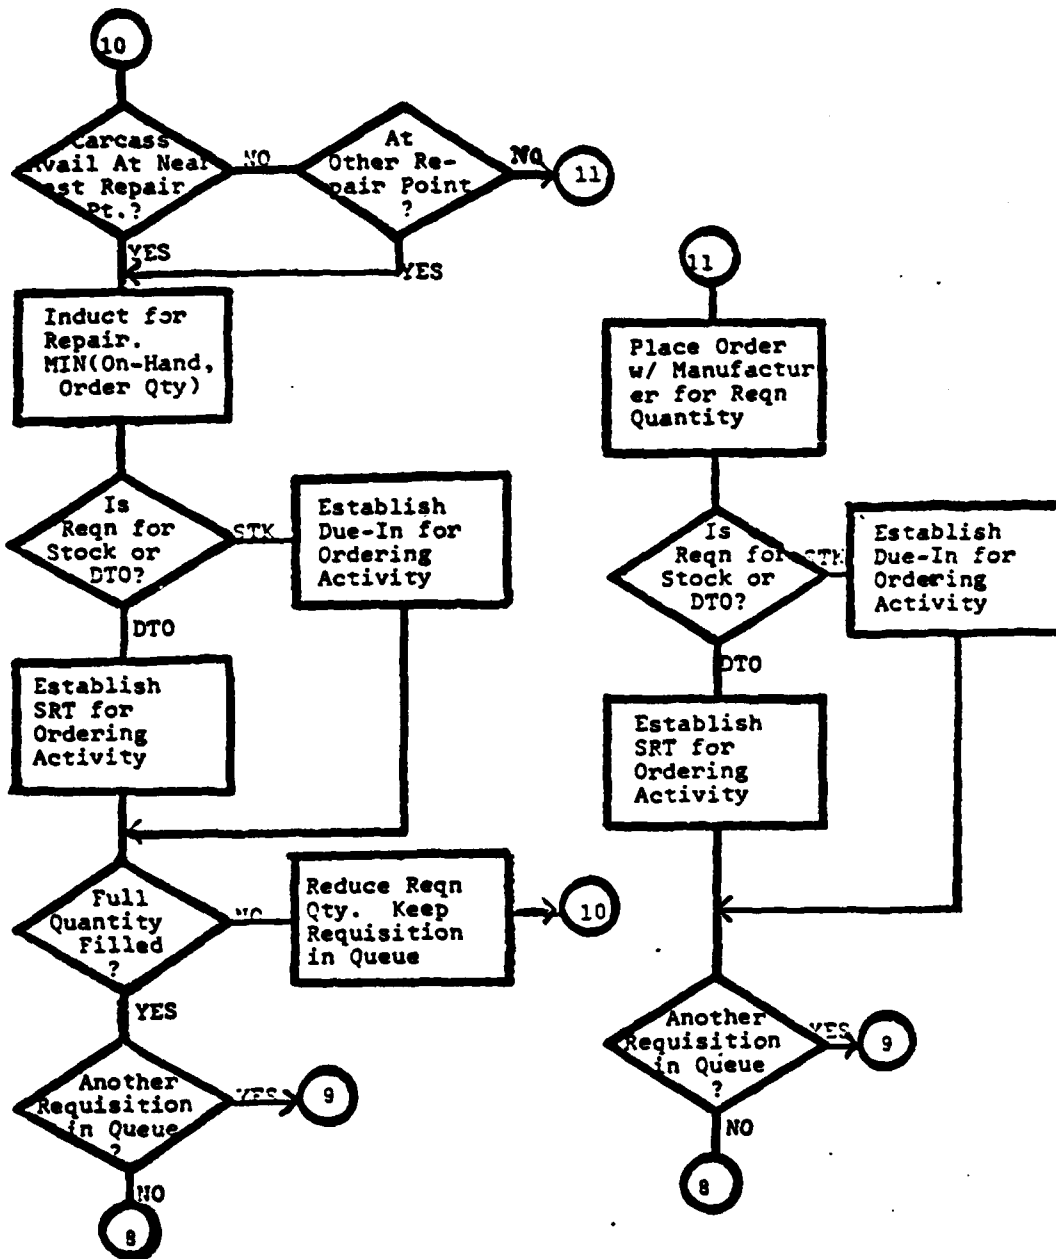 10
Carcass
Avail At Near
est Repair
Pt.?
NO
At
Other Re-
pair Point
?
No
11
YES
YES
Induct for
Repair.
MIN(On-Hand,
Order Qty)
Is
Reqn for
Stock or
DTO?
STK
Establish
Due-In for
Ordering
Activity
DTO
Establish
SRT for
Ordering
Activity
Full
Quantity
Filled
?
NO
Reduce Reqn
Qty. Keep
Requisition
in Queue
10
YES
Another
Requisition
in Queue
?
YES
9
NO
8
11
Place Order
w/ Manufactur
er for Reqn
Quantity
Is
Reqn for
Stock or
DTO?
STK
Establish
Due-In for
Ordering
Activity
DTO
Establish
SRT for
Ordering
Activity
Another
Requisition
in Queue
?
YES
9
NO
8